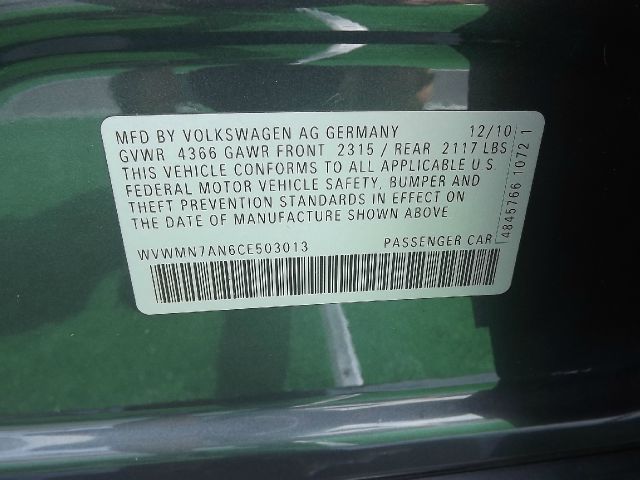 MFD BY VOLKSWAGEN AG GERMANY 12/10
GVWR 4366 GAWR FRONT 2315 / REAR 2117 LBS
THIS VEHICLE CONFORMS TO ALL APPLICABLE U.S.
FEDERAL MOTOR VEHICLE SAFETY, BUMPER AND
THEFT PREVENTION STANDARDS IN EFFECT ON
THE DATE OF MANUFACTURE SHOWN ABOVE
WVWMN7AN6CE503013 PASSENGER CAR
4845766 1072 1